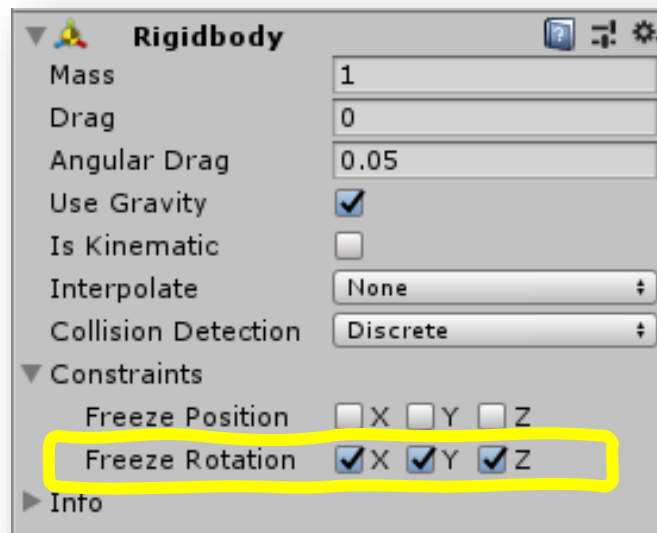 Rigidbody
Mass 1
Drag 0
Angular Drag 0.05
Use Gravity
Is Kinematic
Interpolate None
Collision Detection Discrete
Constraints
Freeze Position X Y Z
Freeze Rotation X Y Z
Info